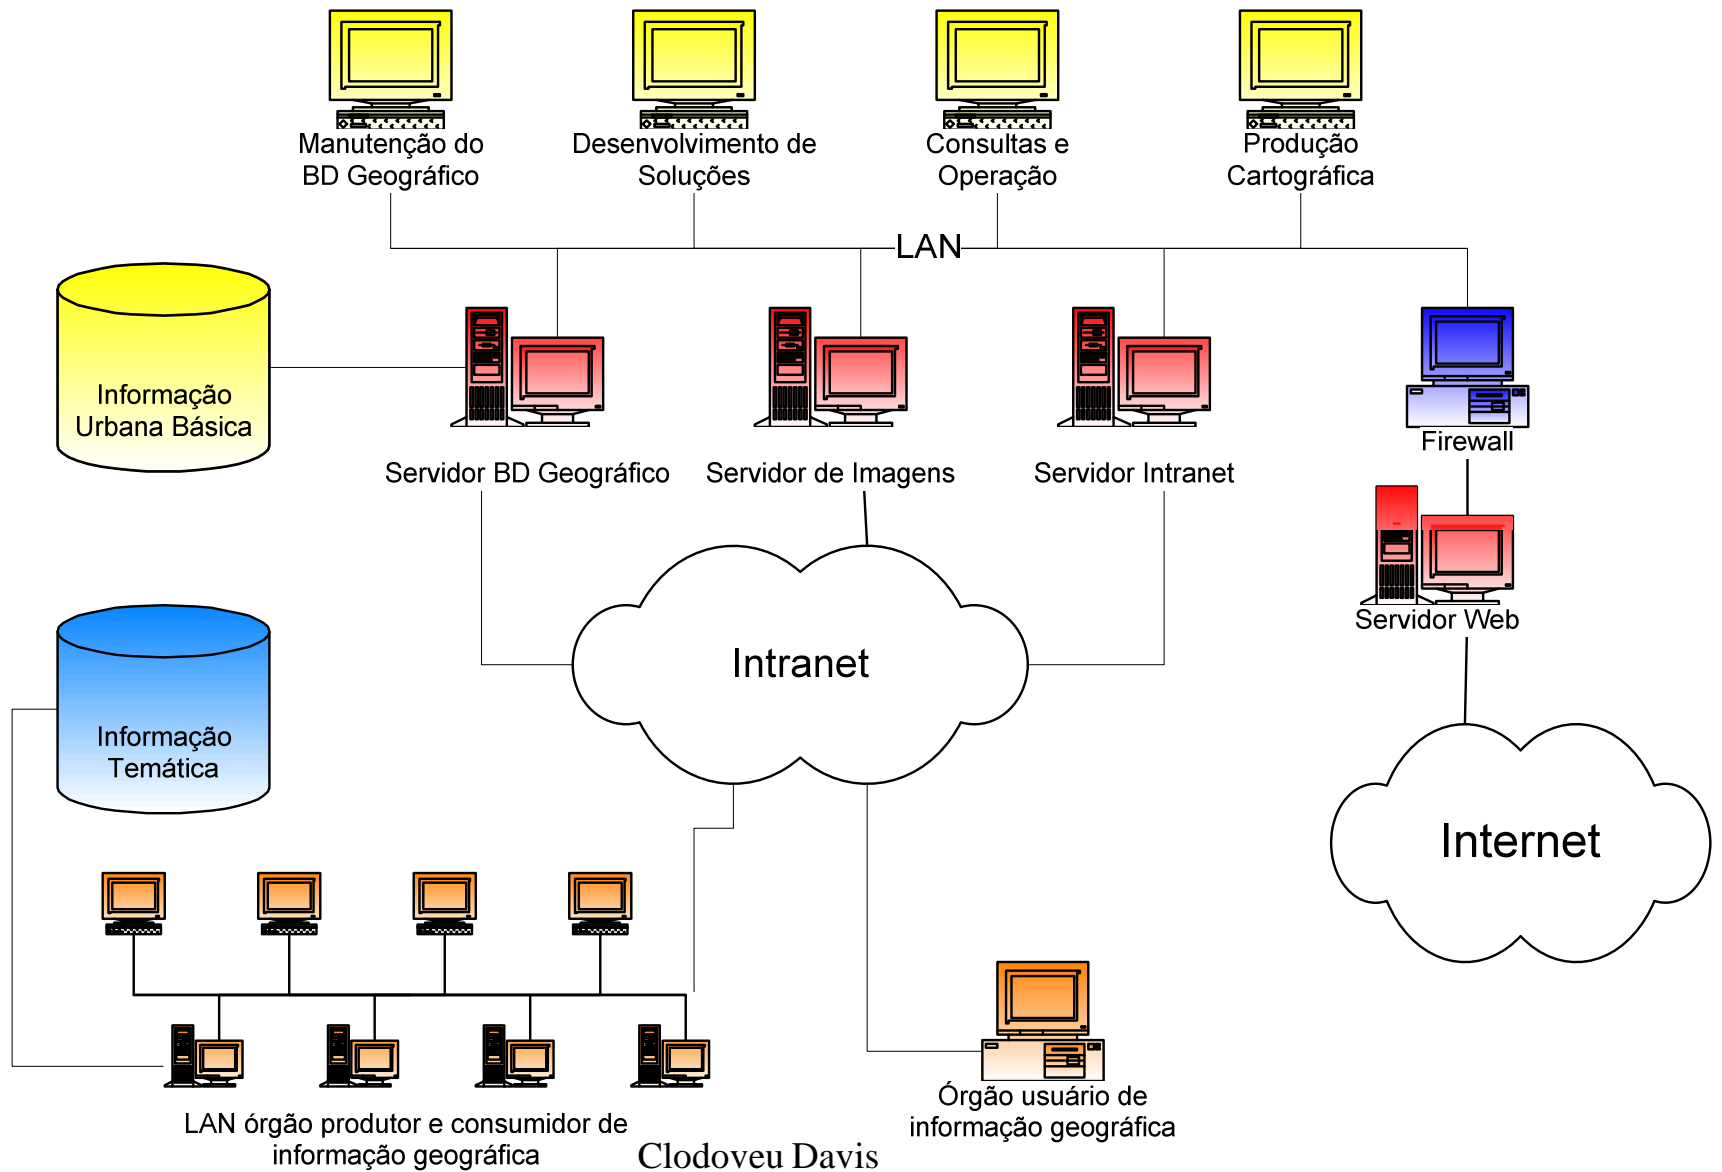 Manutenção do
BD Geográfico
Desenvolvimento de
Soluções
Consultas e
Operação
Produção
Cartográfica
LAN
Informação
Urbana Básica
Servidor BD Geográfico
Servidor de Imagens
Servidor Intranet
Firewall
Servidor Web
Intranet
Informação
Temática
Internet
LAN órgão produtor e consumidor de
informação geográfica
Órgão usuário de
informação geográfica
Clodoveu Davis